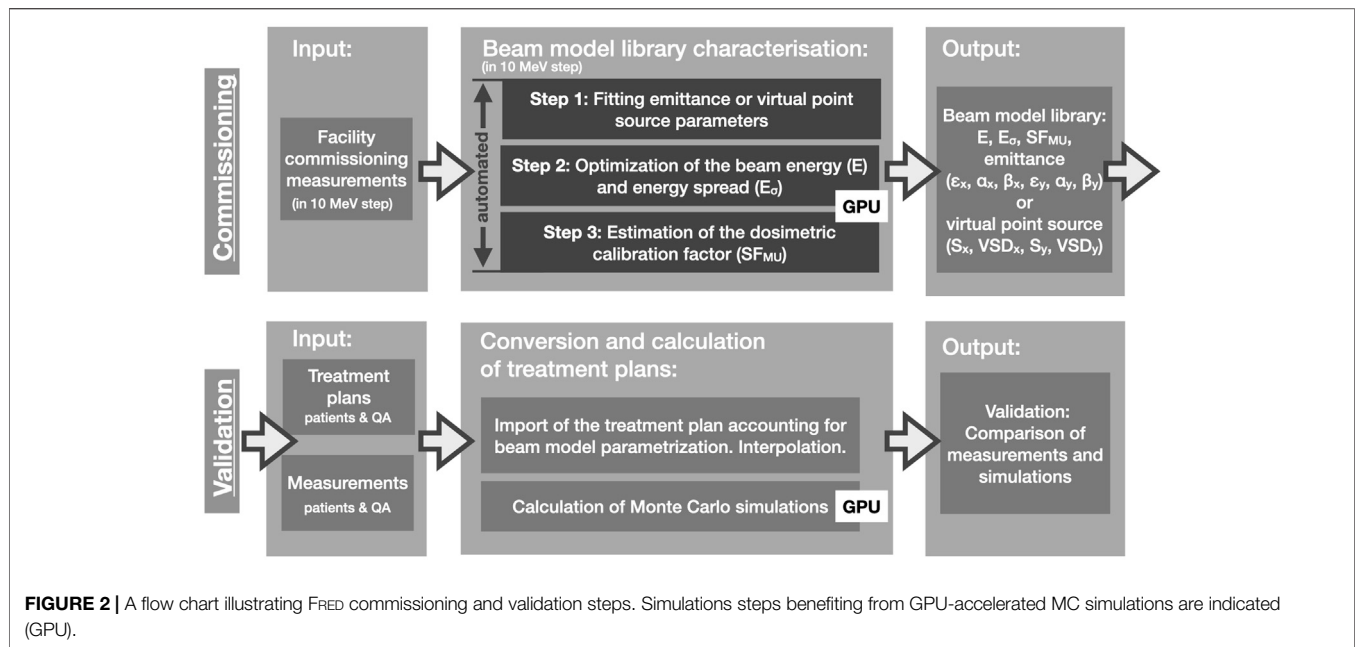 Commissioning
Input:
Facility
commissioning
measurements
(in 10 MeV step)
Beam model library characterisation:
(in 10 MeV step)
automated
Step 1: Fitting emittance or virtual point
source parameters
Step 2: Optimization of the beam energy (E)
and energy spread (Eσ)
GPU
Step 3: Estimation of the dosimetric
calibration factor (SFMU)
Output:
Beam model library:
E, Eσ, SFMU,
emittance
(εx, αx, βx, εy, αy, βy)
or
virtual point source
(Sx, VSDx, Sy, VSDy)
Validation
Input:
Treatment
plans
patients & QA
Measurements
patients & QA
Conversion and calculation
of treatment plans:
Import of the treatment plan accounting for
beam model parametrization. Interpolation.
Calculation of Monte Carlo simulations
GPU
Output:
Validation:
Comparison of
measurements and
simulations
FIGURE 2 | A flow chart illustrating FRED commissioning and validation steps. Simulations steps benefiting from GPU-accelerated MC simulations are indicated
(GPU).